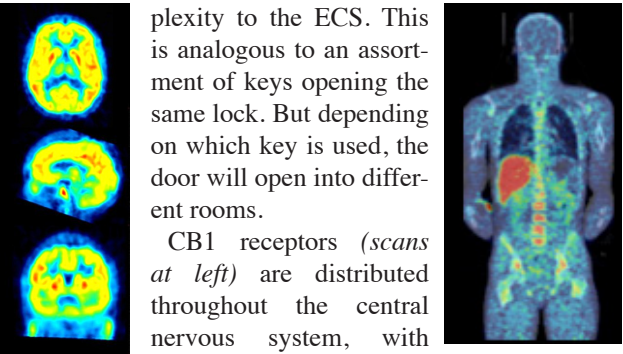 plexity to the ECS. This
is analogous to an assort-
ment of keys opening the
same lock. But depending
on which key is used, the
door will open into differ-
ent rooms.
CB1 receptors (scans
at left) are distributed
throughout the central
nervous system, with